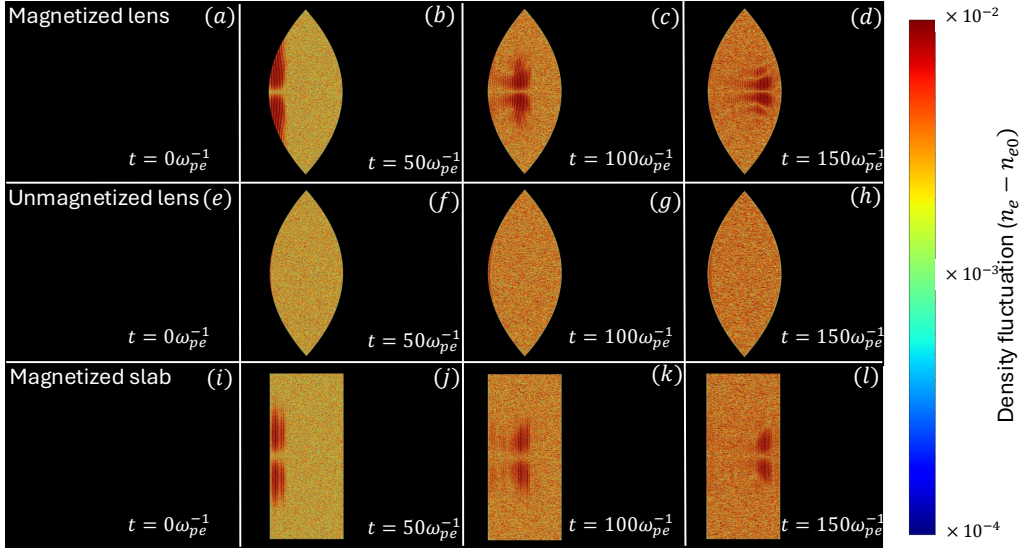 Magnetized lens (a) (b) (c) (d)
t = 0ω_{pe}^{-1} t = 50ω_{pe}^{-1} t = 100ω_{pe}^{-1} t = 150ω_{pe}^{-1}
Unmagnetized lens (e) (f) (g) (h)
t = 0ω_{pe}^{-1} t = 50ω_{pe}^{-1} t = 100ω_{pe}^{-1} t = 150ω_{pe}^{-1}
Magnetized slab (i) (j) (k) (l)
t = 0ω_{pe}^{-1} t = 50ω_{pe}^{-1} t = 100ω_{pe}^{-1} t = 150ω_{pe}^{-1}
× 10^{-2}
× 10^{-3}
× 10^{-4}
Density fluctuation (n_e − n_{e0})